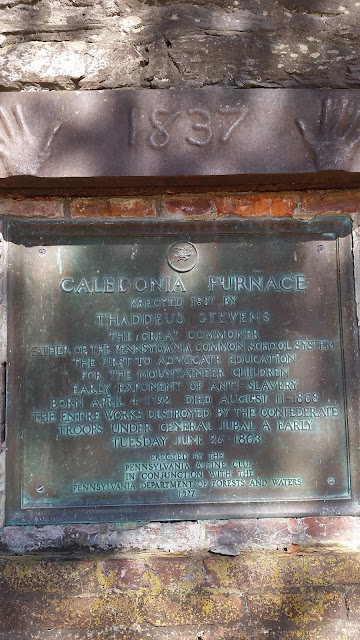 1837
CALEDONIA FURNACE
ERECTED 1837 BY
THADDEUS STEVENS
THE GREAT COMMONER
FATHER OF THE PENNSYLVANIA COMMON SCHOOL SYSTEM
THE FIRST TO ADVOCATE EDUCATION
FOR THE MOUNTAINEER CHILDREN
EARLY EXPONENT OF ANTI-SLAVERY
BORN APRIL 4-1792 DIED AUGUST 11-1868
THE ENTIRE WORKS DESTROYED BY THE CONFEDERATE
TROOPS UNDER GENERAL JUBAL A EARLY
TUESDAY JUNE 26-1863
ERECTED BY THE
PENNSYLVANIA ALPINE CLUB
IN CONJUNCTION WITH THE
PENNSYLVANIA DEPARTMENT OF FORESTS AND WATERS
1927